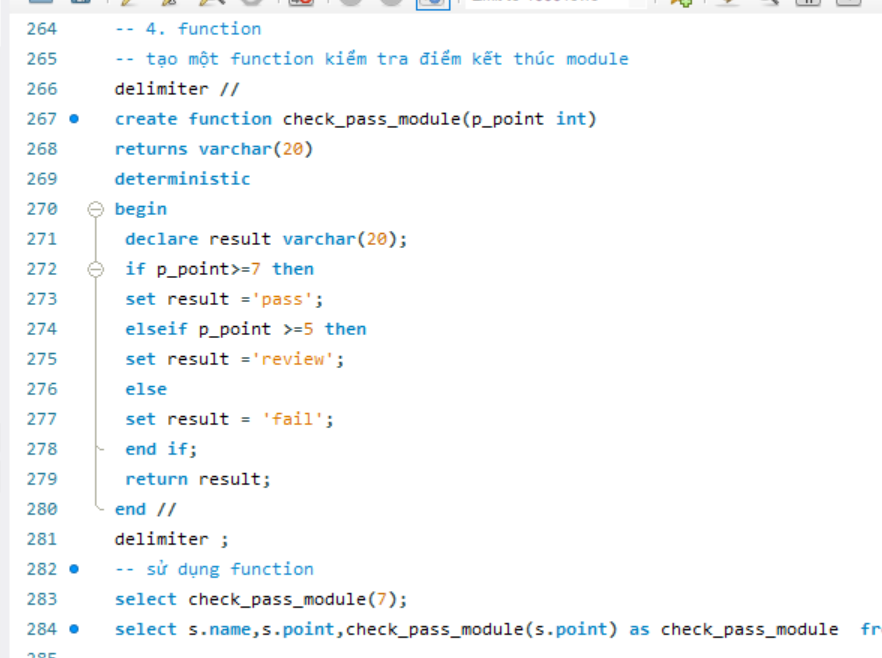 264 -- 4. function
265 -- tạo một function kiểm tra điểm kết thúc module
266 delimiter //
267 create function check_pass_module(p_point int)
268 returns varchar(20)
269 deterministic
270 begin
271 declare result varchar(20);
272 if p_point>=7 then
273 set result ='pass';
274 elseif p_point >=5 then
275 set result ='review';
276 else
277 set result = 'fail';
278 end if;
279 return result;
280 end //
281 delimiter ;
282 -- sử dụng function
283 select check_pass_module(7);
284 select s.name,s.point,check_pass_module(s.point) as check_pass_module
285